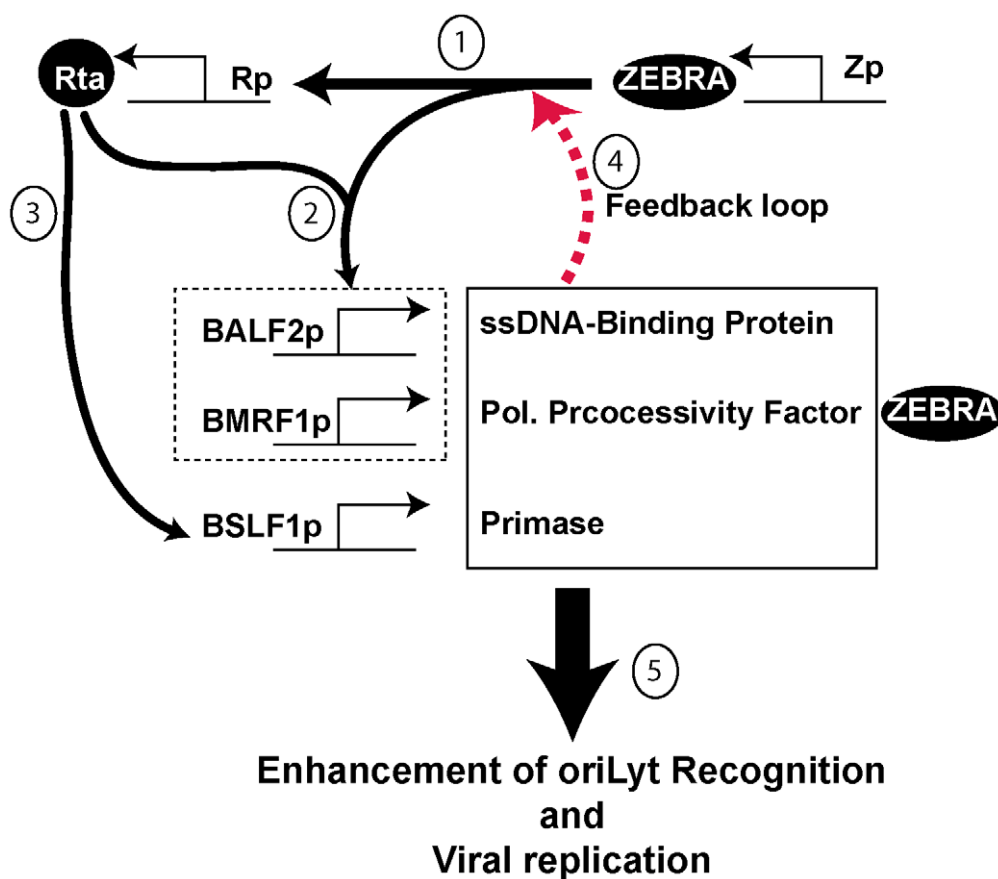 1
Rta
Rp
ZEBRA
Zp
4
3
2
Feedback loop
BALF2p
ssDNA-Binding Protein
BMRF1p
Pol. Prcocessivity Factor
ZEBRA
BSLF1p
Primase
5
Enhancement of oriLyt Recognition
and
Viral replication